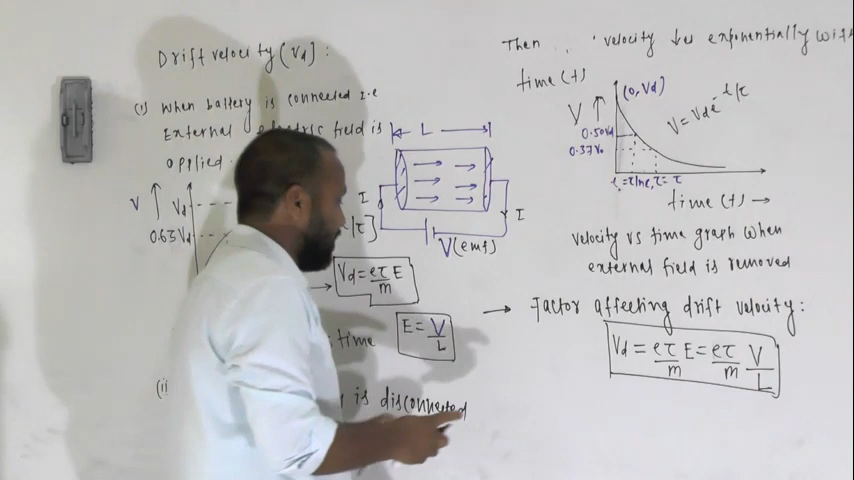 Drift velocity (Vd) :
(i) When battery is connected i.e
External electric field is
applied.
V
Vd
0.63Vd
L
I
I
V(emf)
|τ]
Vd = eτ/m E
time
E = V/L
(ii
is disconnected
Then velocity ↓es exponentially with
time (t)
V
(0, Vd)
V = Vd e^-t/τ
0.50Vd
0.37V₀
time (t) →
velocity vs time graph when
external field is removed
→ Factor affecting drift velocity :
Vd = eτ/m E = eτ/m V/L